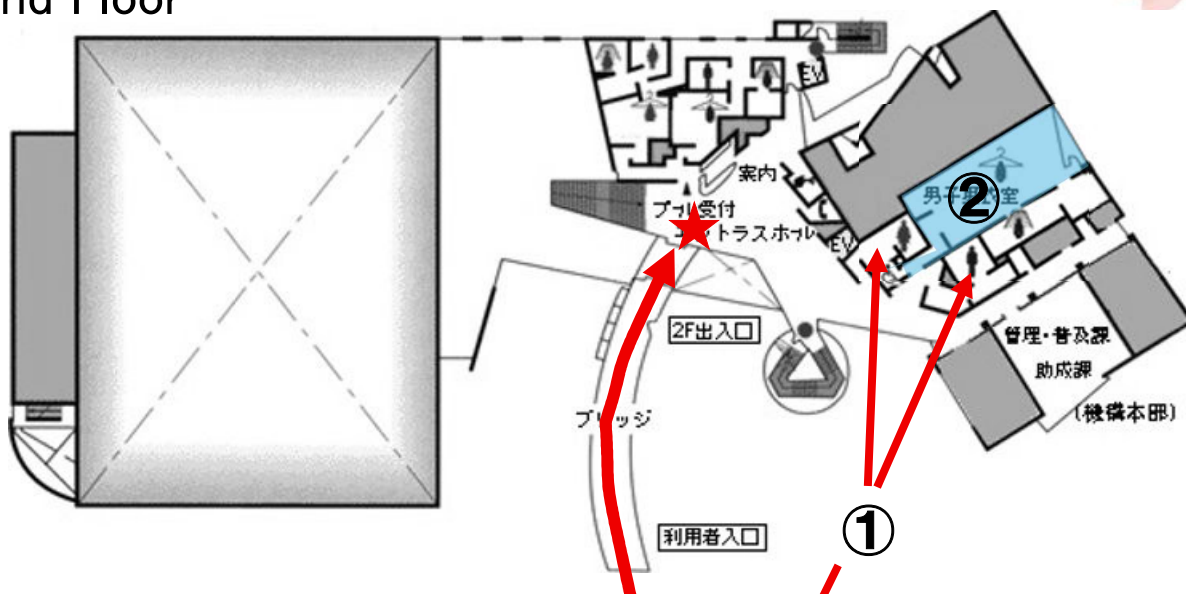 nd Floor
EV
案内
プール受付
エントランスホール
EV
②
男子更衣室
2F出入口
管理・普及課
助成課
(機構本部)
ブリッジ
利用者入口
①